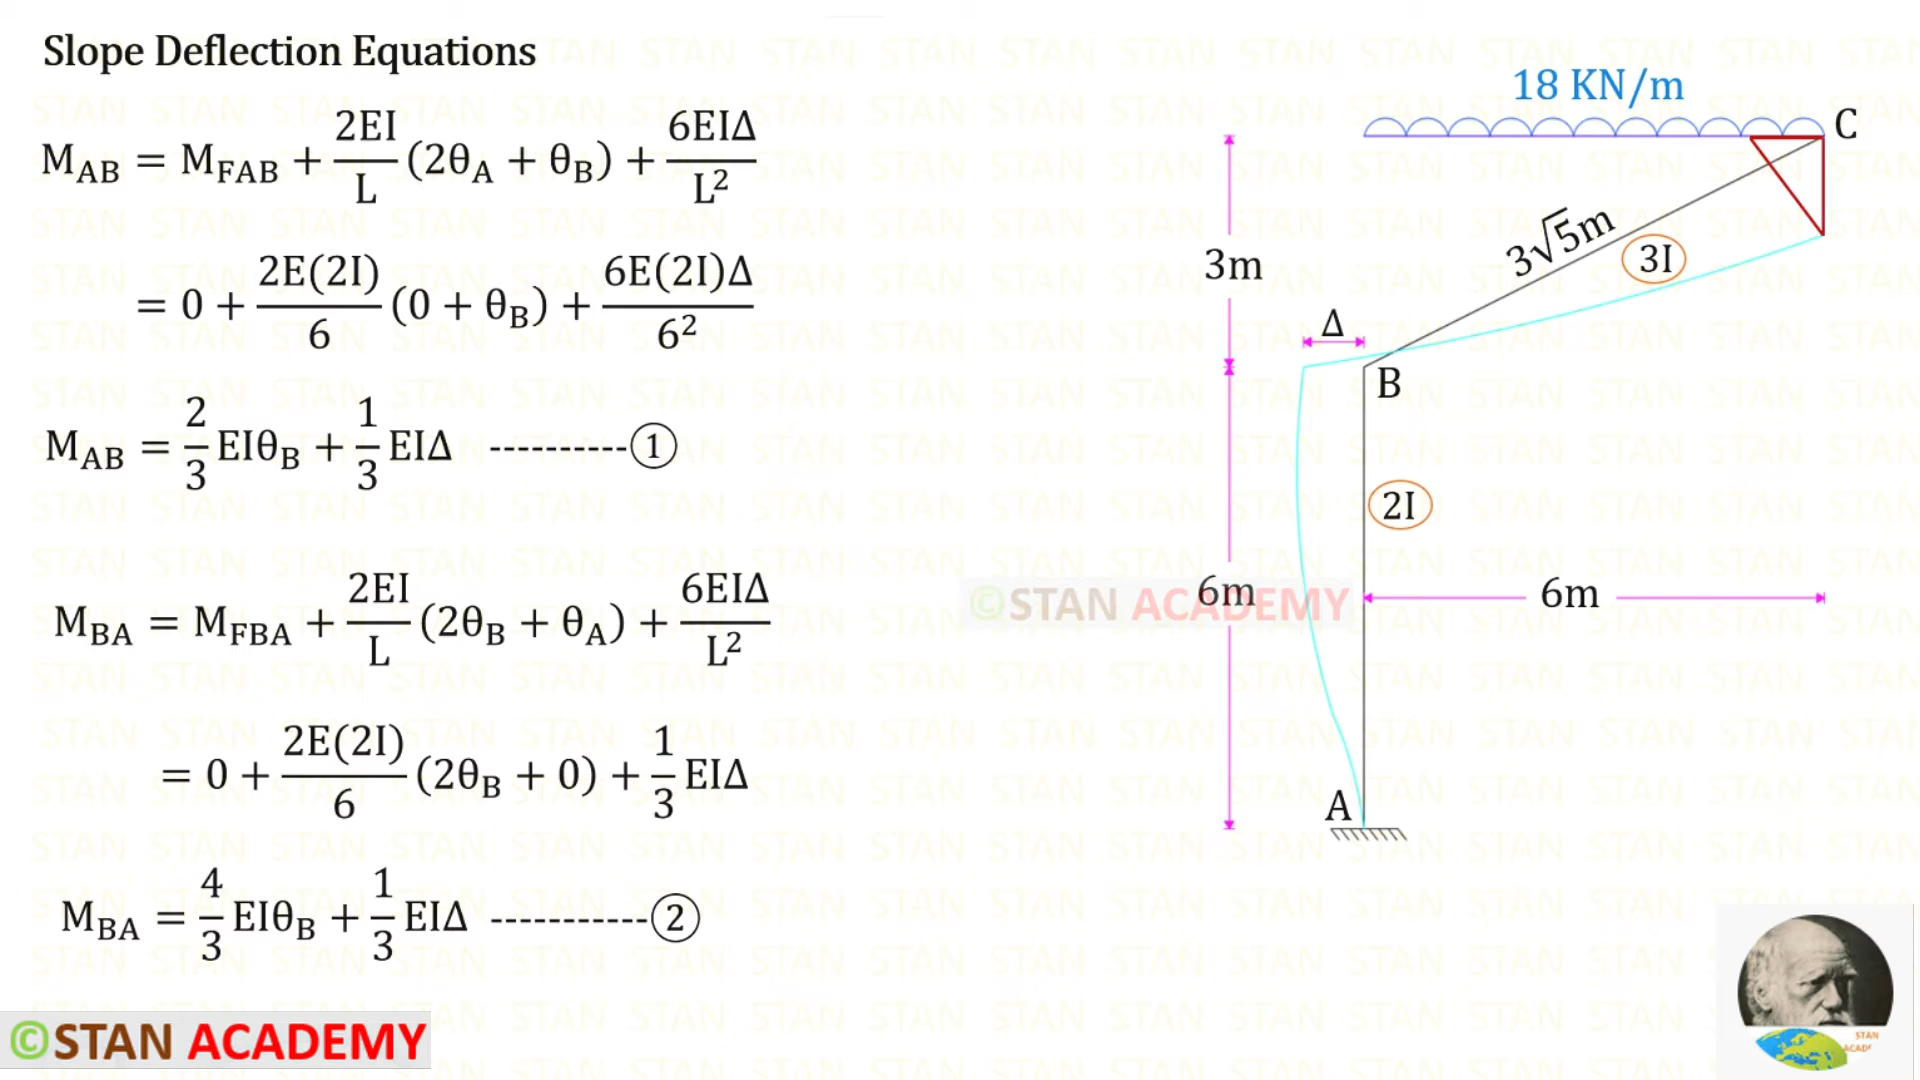 Slope Deflection Equations
M_AB = M_FAB + 2EI/L (2θ_A + θ_B) + 6EIΔ/L²
= 0 + 2E(2I)/6 (0 + θ_B) + 6E(2I)Δ/6²
M_AB = 2/3 EIθ_B + 1/3 EIΔ ----------①
M_BA = M_FBA + 2EI/L (2θ_B + θ_A) + 6EIΔ/L²
= 0 + 2E(2I)/6 (2θ_B + 0) + 1/3 EIΔ
M_BA = 4/3 EIθ_B + 1/3 EIΔ -----------②
18 KN/m
C
3√5m
3I
3m
Δ
B
2I
6m
6m
A
©STAN ACADEMY
©STAN ACADEMY
STAN